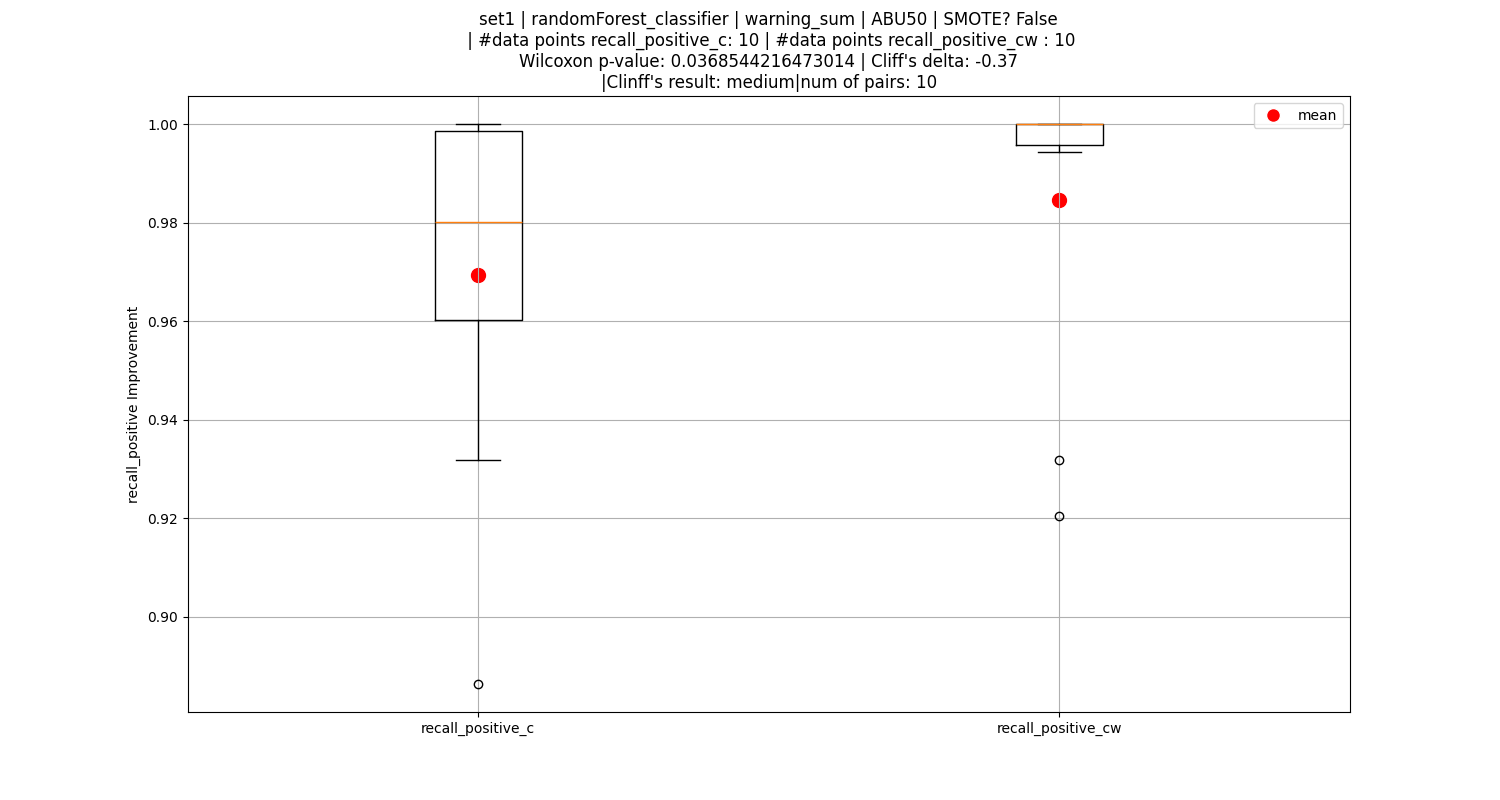 set1 | randomForest_classifier | warning_sum | ABU50 | SMOTE? False
| #data points recall_positive_c: 10 | #data points recall_positive_cw : 10
Wilcoxon p-value: 0.0368544216473014 | Cliff's delta: -0.37
|Clinff's result: medium|num of pairs: 10
mean
1.00
0.98
0.96
0.94
0.92
0.90
recall_positive Improvement
recall_positive_c
recall_positive_cw